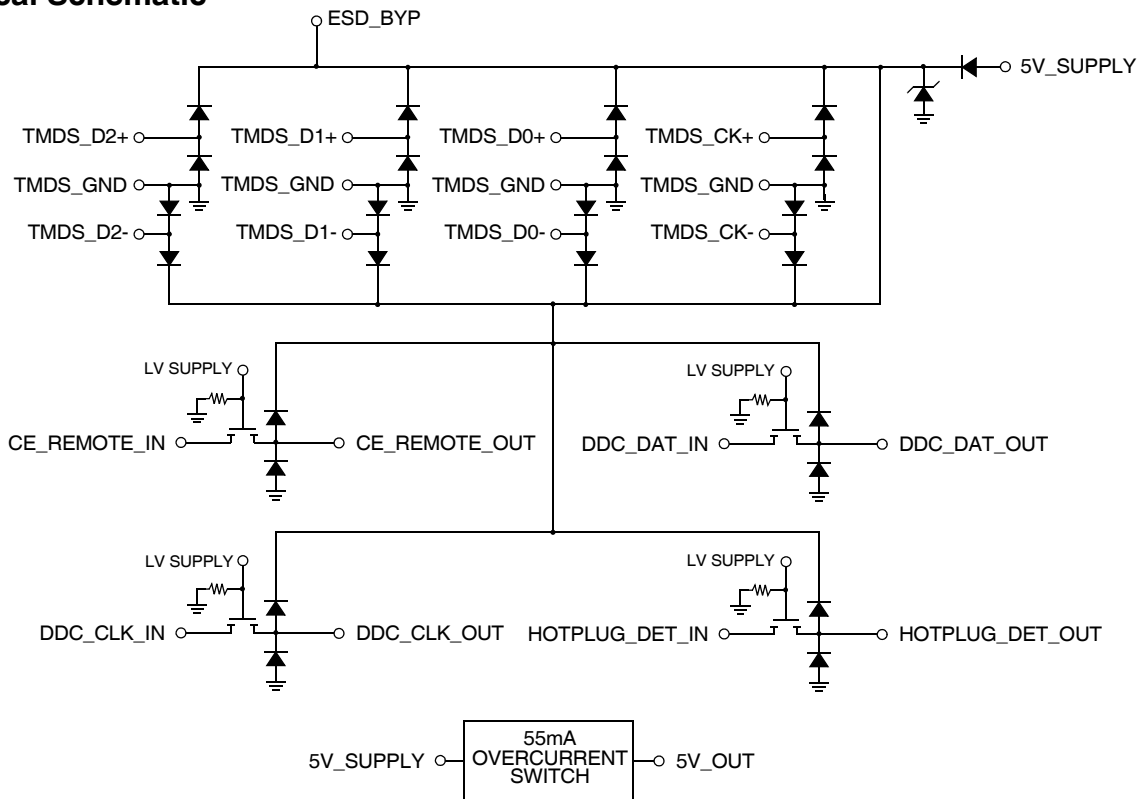 ESD_BYP
5V_SUPPLY
TMDS_D2+ TMDS_D1+ TMDS_D0+ TMDS_CK+
TMDS_GND TMDS_GND TMDS_GND TMDS_GND
TMDS_D2- TMDS_D1- TMDS_D0- TMDS_CK-
LV SUPPLY LV SUPPLY
CE_REMOTE_IN CE_REMOTE_OUT DDC_DAT_IN DDC_DAT_OUT
LV SUPPLY LV SUPPLY
DDC_CLK_IN DDC_CLK_OUT HOTPLUG_DET_IN HOTPLUG_DET_OUT
55mA
5V_SUPPLY OVERCURRENT 5V_OUT
SWITCH